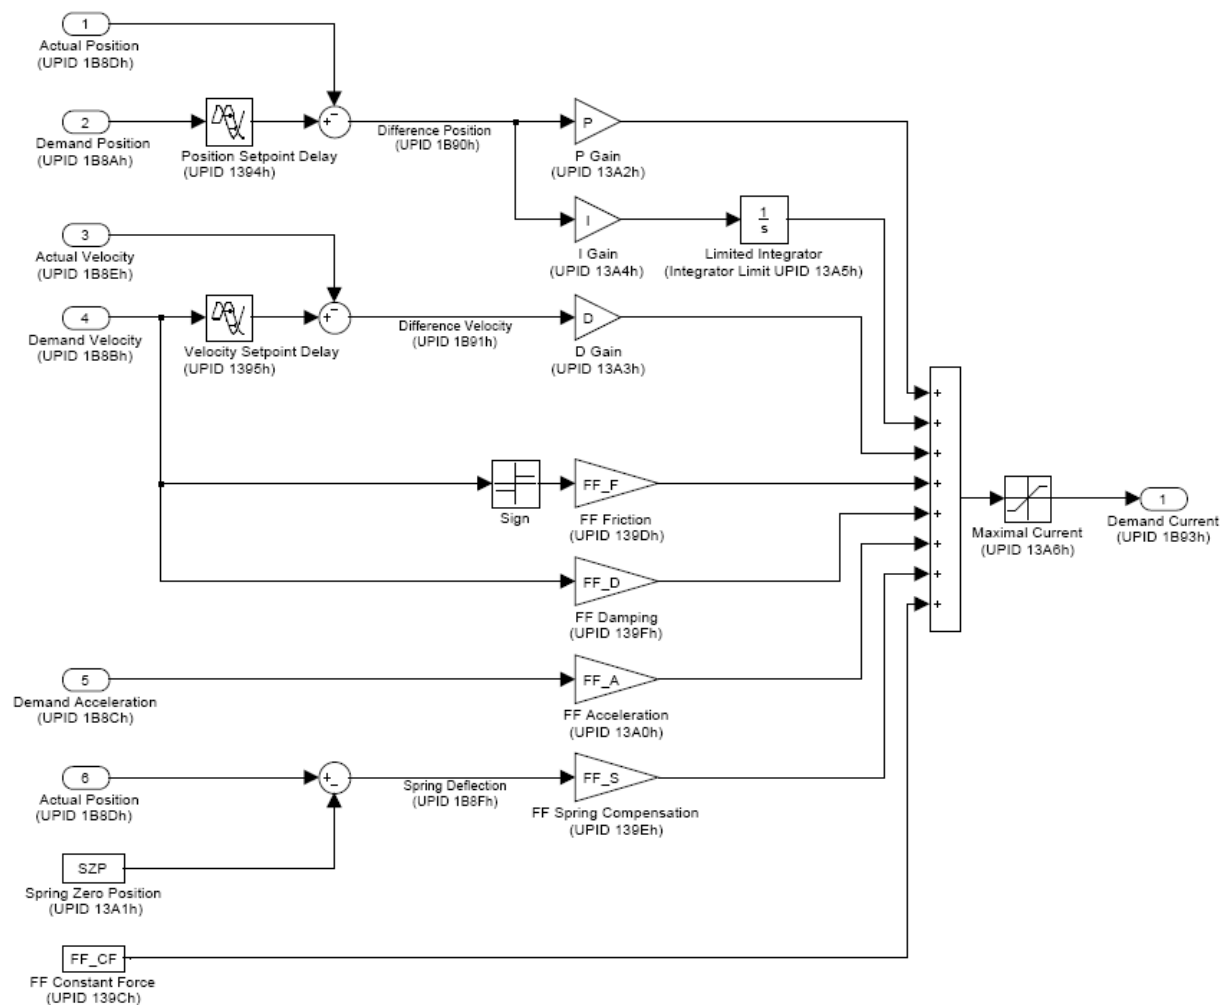 1
Actual Position
(UPID 1B8Dh)
2
Demand Position
(UPID 1B8Ah)
Position Setpoint Delay
(UPID 1394h)
+
−
Difference Position
(UPID 1B90h)
P
P Gain
(UPID 13A2h)
I
I Gain
(UPID 13A4h)
1
s
Limited Integrator
(Integrator Limit UPID 13A5h)
3
Actual Velocity
(UPID 1B8Eh)
4
Demand Velocity
(UPID 1B8Bh)
Velocity Setpoint Delay
(UPID 1395h)
+
−
Difference Velocity
(UPID 1B91h)
D
D Gain
(UPID 13A3h)
Sign
FF_F
FF Friction
(UPID 139Dh)
FF_D
FF Damping
(UPID 139Fh)
5
Demand Acceleration
(UPID 1B8Ch)
FF_A
FF Acceleration
(UPID 13A0h)
6
Actual Position
(UPID 1B8Dh)
+
−
Spring Deflection
(UPID 1B8Fh)
FF_S
FF Spring Compensation
(UPID 139Eh)
SZP
Spring Zero Position
(UPID 13A1h)
FF_CF
FF Constant Force
(UPID 139Ch)
+
+
+
+
+
+
+
+
Maximal Current
(UPID 13A6h)
1
Demand Current
(UPID 1B93h)